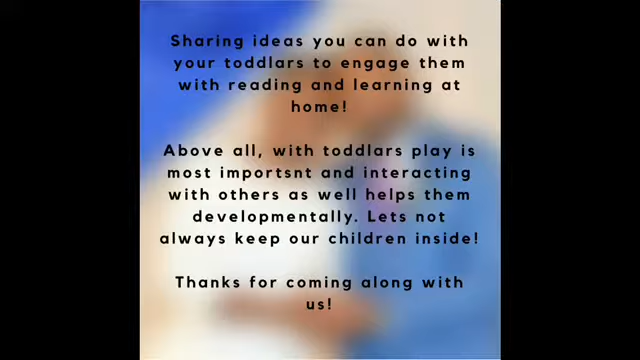 Sharing ideas you can do with
your toddlars to engage them
with reading and learning at
home!
Above all, with toddlars play is
most importsnt and interacting
with others as well helps them
developmentally. Lets not
always keep our children inside!
Thanks for coming along with
us!